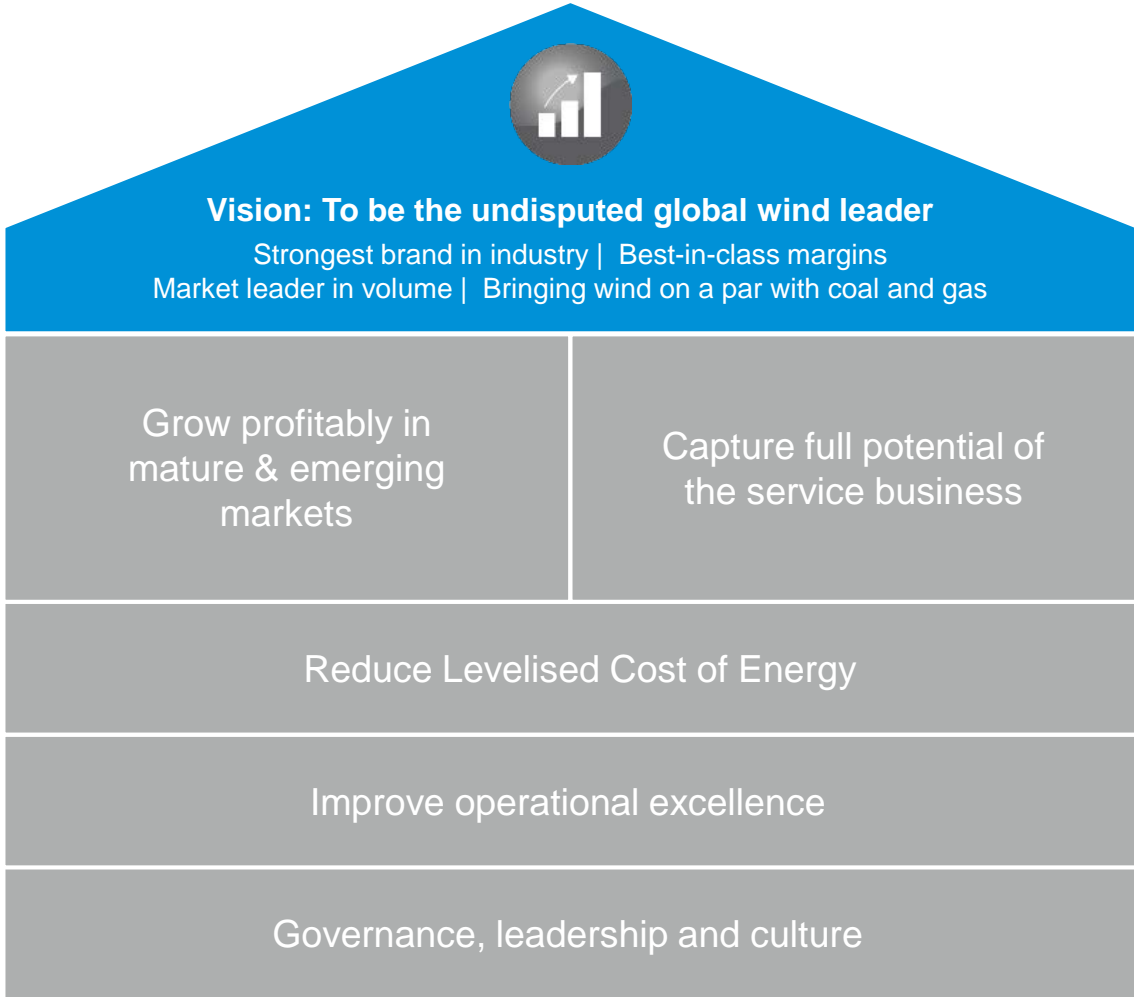 Vision: To be the undisputed global wind leader
Strongest brand in industry | Best-in-class margins
Market leader in volume | Bringing wind on a par with coal and gas
Grow profitably in
mature & emerging
markets
Capture full potential of
the service business
Reduce Levelised Cost of Energy
Improve operational excellence
Governance, leadership and culture